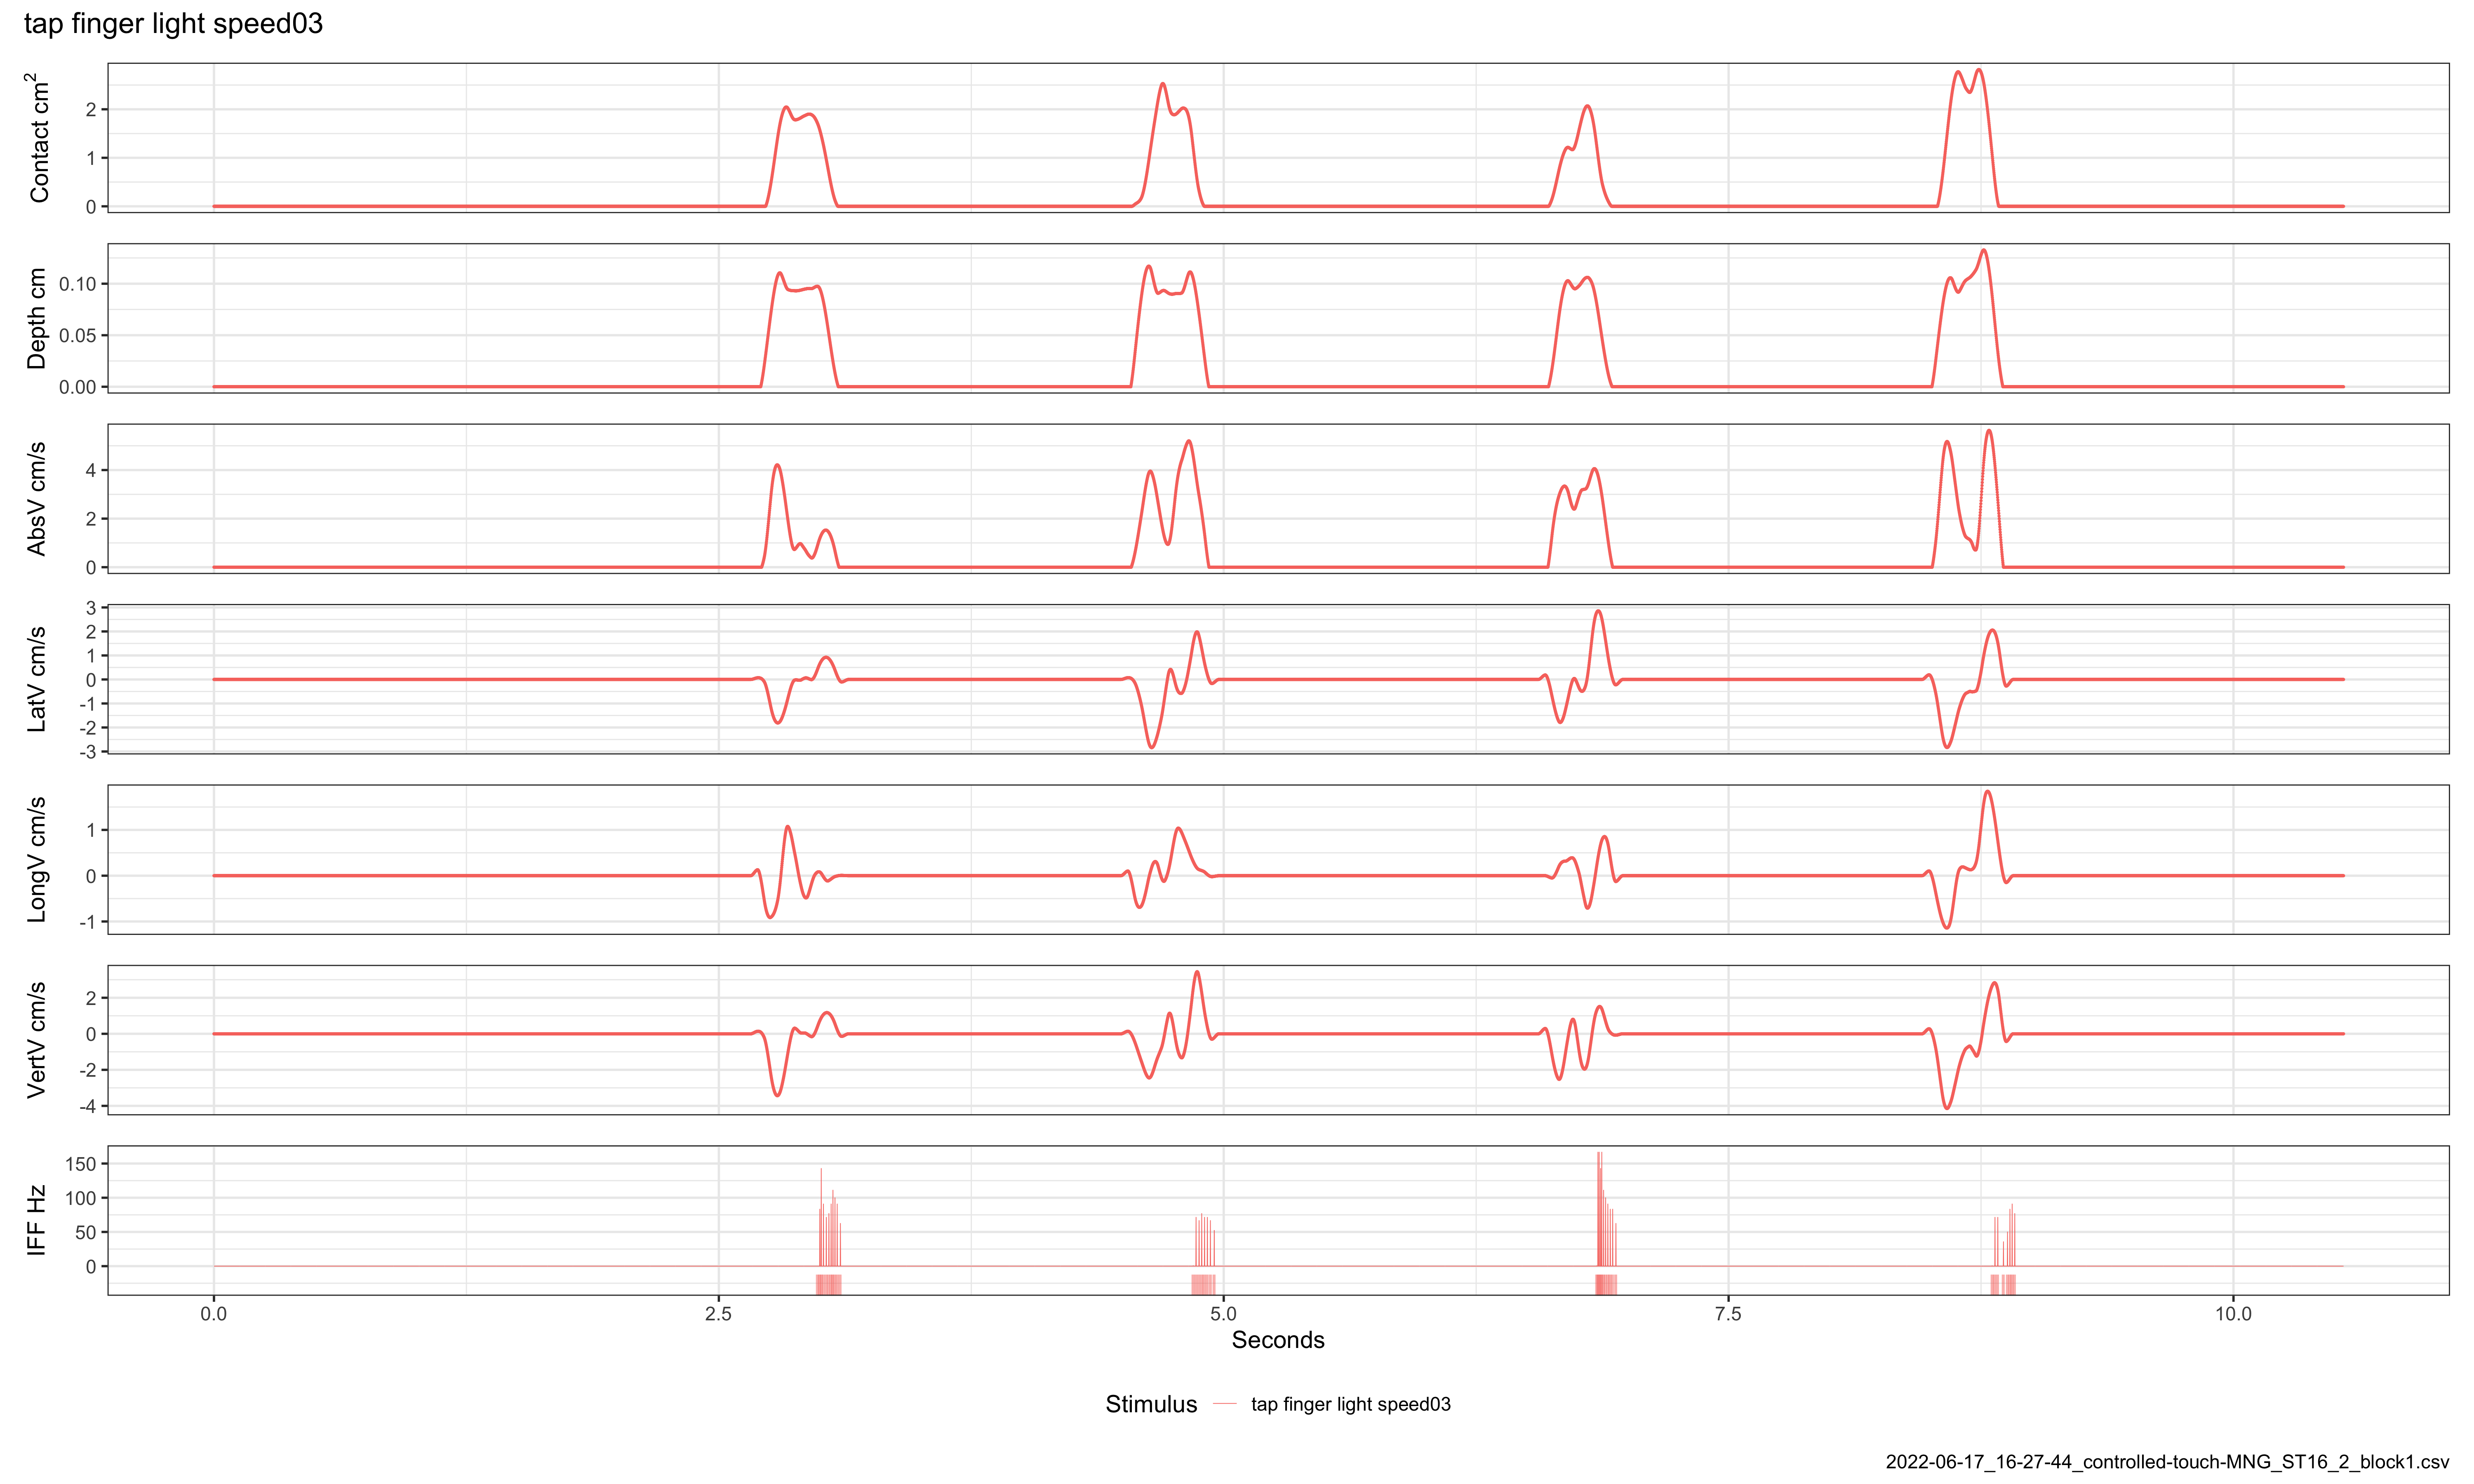 tap finger light speed03
Contact cm²
2
1
0
Depth cm
0.10
0.05
0.00
AbsV cm/s
4
2
0
LatV cm/s
3
2
1
0
-1
-2
-3
LongV cm/s
1
0
-1
VertV cm/s
2
0
-2
-4
IFF Hz
150
100
50
0
0.0 2.5 5.0 7.5 10.0
Seconds
Stimulus tap finger light speed03
2022-06-17_16-27-44_controlled-touch-MNG_ST16_2_block1.csv